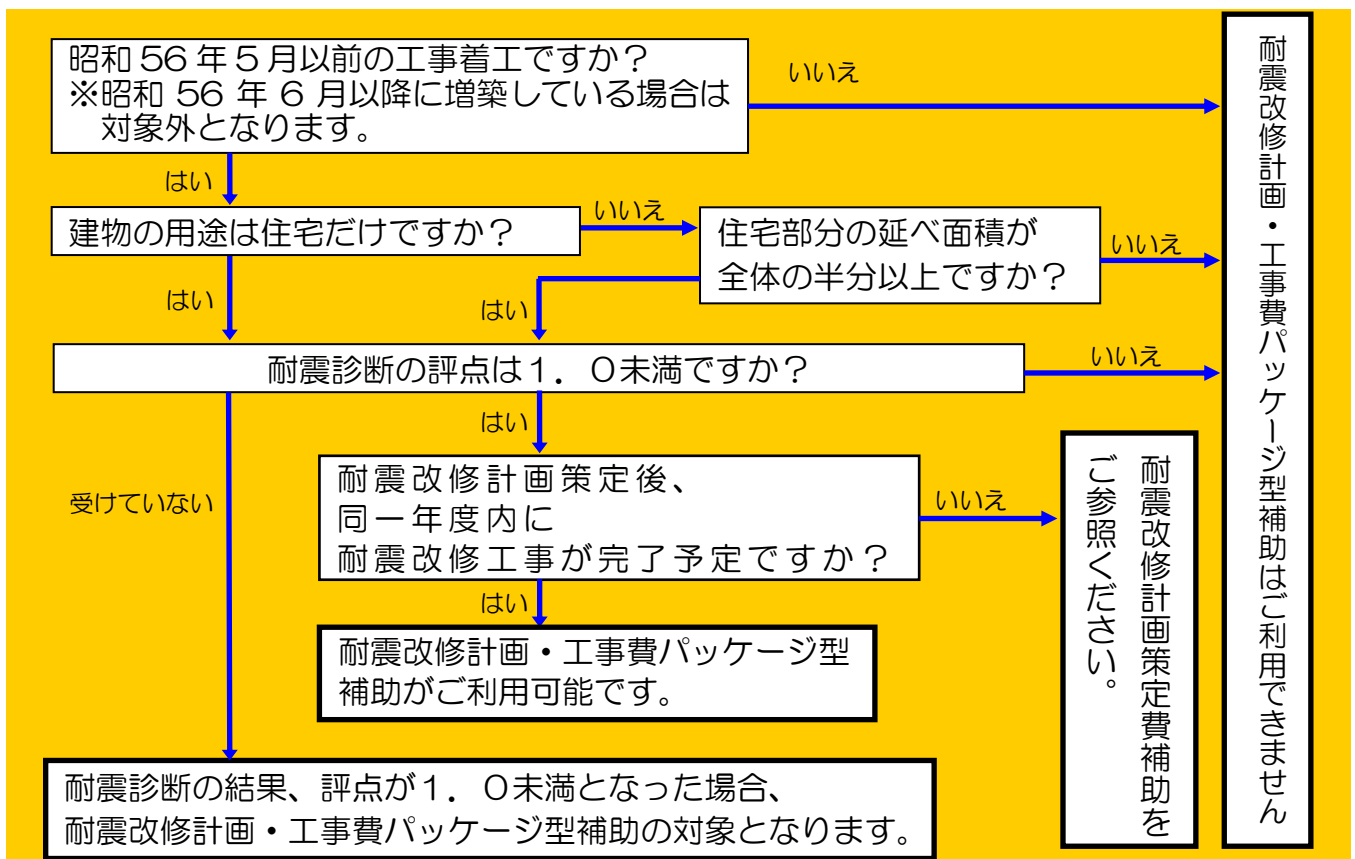 昭和 56 年 5 月以前の工事着工ですか？
※昭和 56 年 6 月以降に増築している場合は
対象外となります。
いいえ
はい
建物の用途は住宅だけですか？
いいえ
住宅部分の延べ面積が
全体の半分以上ですか？
いいえ
はい
はい
耐震診断の評点は１．０未満ですか？
いいえ
はい
受けていない
耐震改修計画策定後、
同一年度内に
耐震改修工事が完了予定ですか？
いいえ
はい
耐震改修計画・工事費パッケージ型
補助がご利用可能です。
耐震改修計画策定費補助を
ご参照ください。
耐震診断の結果、評点が１．０未満となった場合、
耐震改修計画・工事費パッケージ型補助の対象となります。
耐震改修計画・工事費パッケージ型補助はご利用できません